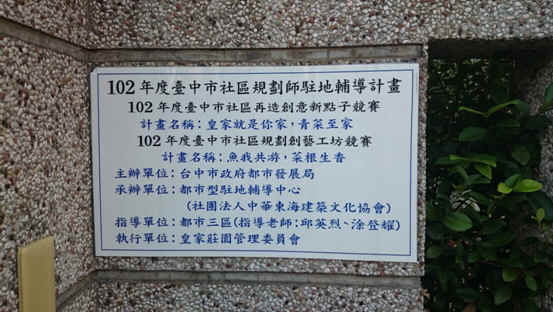 102年度臺中市社區規劃師駐地輔導計畫
102年度臺中市社區再造創意新點子競賽
計畫名稱：皇家就是你家，青菜至家
102年度臺中市社區規劃創藝工坊競賽
計畫名稱：魚我共游，菜根生香
主辦單位：台中市政府都市發展局
承辦單位：都市型駐地輔導中心
(社團法人中華東海建築文化協會)
指導單位：都市三區(指導老師：邱英烈、涂登耀)
執行單位：皇家莊園管理委員會